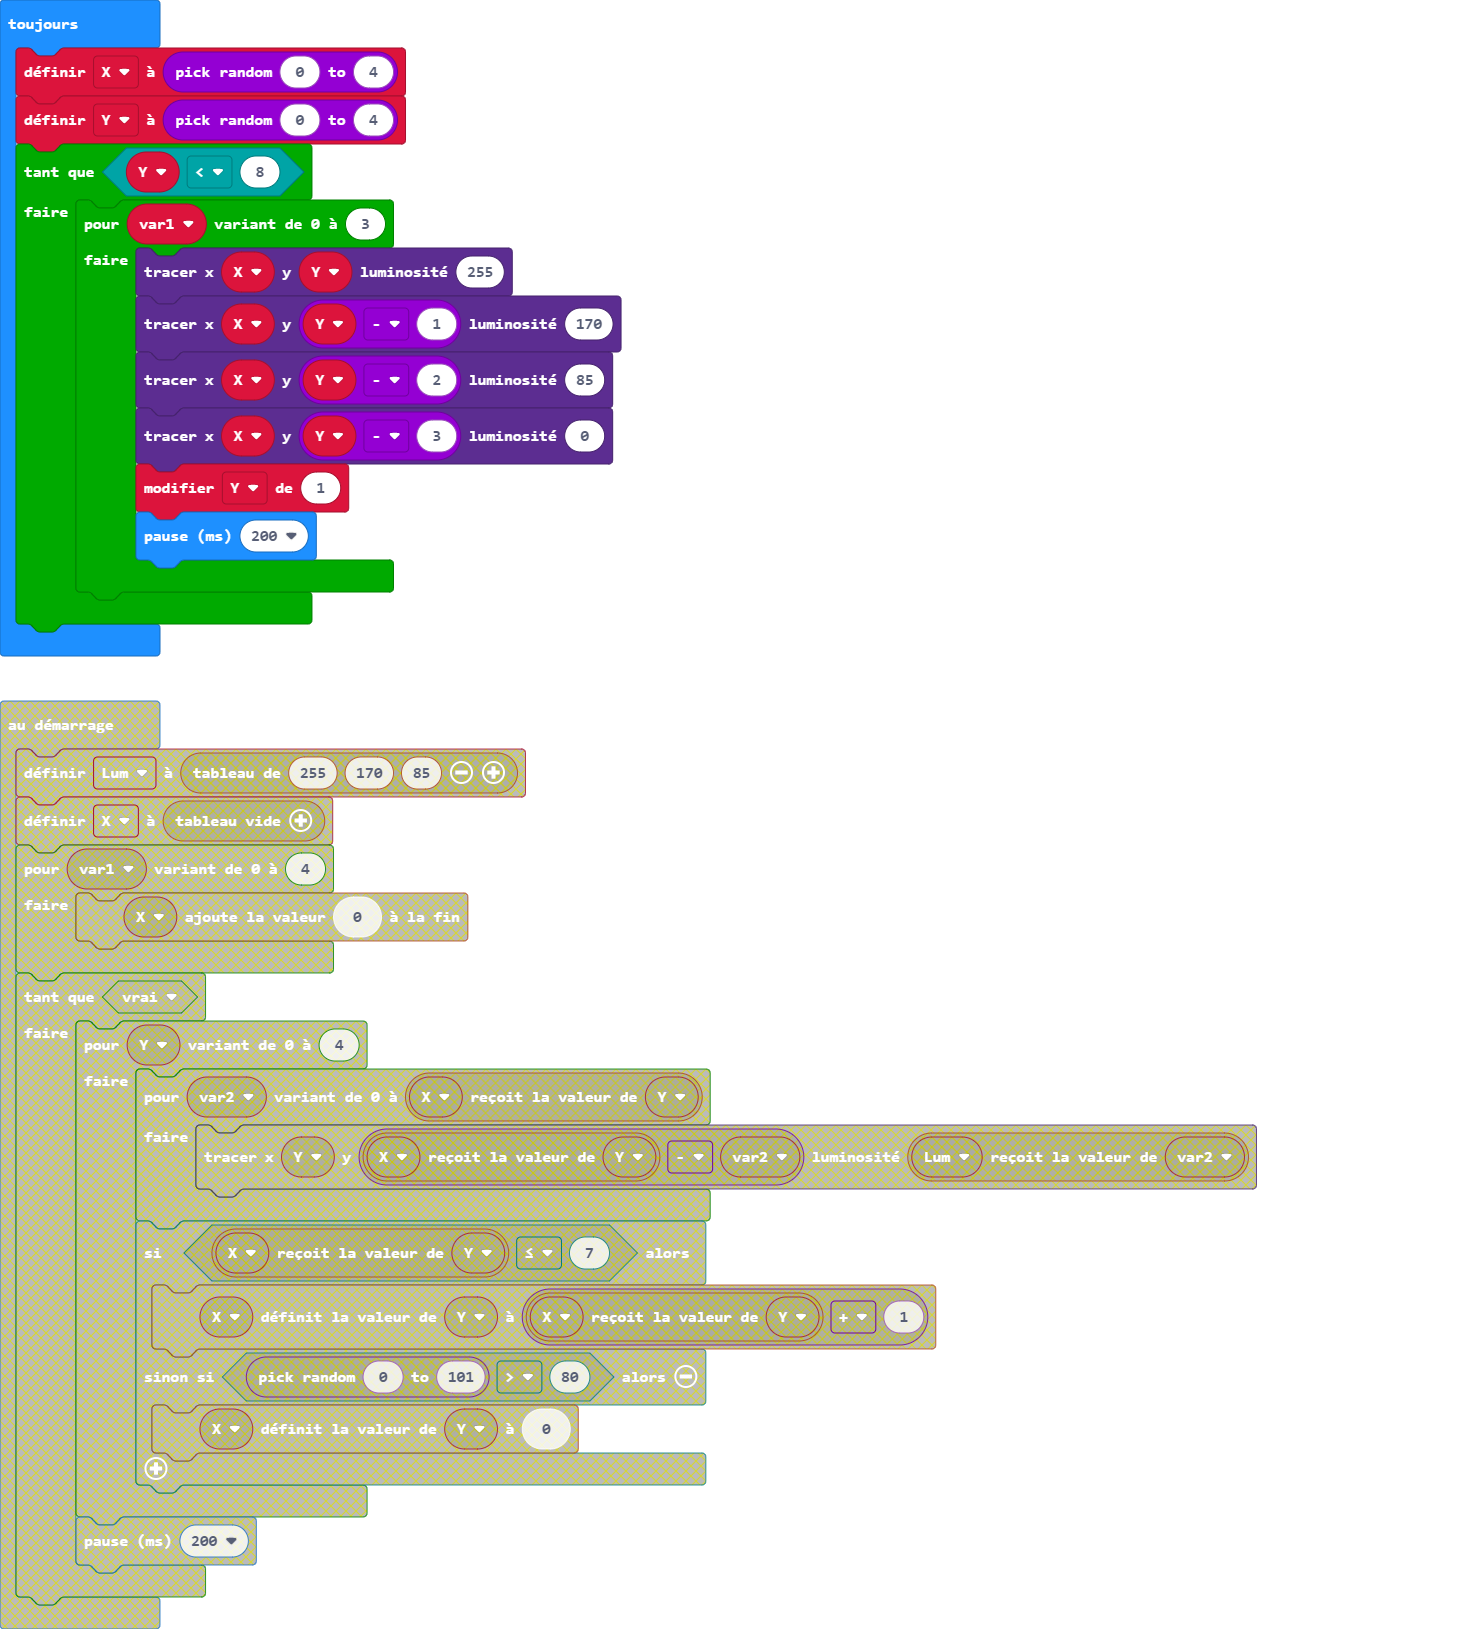 toujours
définir X à pick random 0 to 4
définir Y à pick random 0 to 4
tant que Y < 8
faire
pour var1 variant de 0 à 3
faire
tracer x X y Y luminosité 255
tracer x X y Y - 1 luminosité 170
tracer x X y Y - 2 luminosité 85
tracer x X y Y - 3 luminosité 0
modifier Y de 1
pause (ms) 200
au démarrage
définir Lum à tableau de 255 170 85
définir X à tableau vide
pour var1 variant de 0 à 4
faire
X ajoute la valeur 0 à la fin
tant que vrai
faire
pour Y variant de 0 à 4
faire
pour var2 variant de 0 à X reçoit la valeur de Y
faire
tracer x Y y X reçoit la valeur de Y - var2 luminosité Lum reçoit la valeur de var2
si X reçoit la valeur de Y ≤ 7 alors
X définit la valeur de Y à X reçoit la valeur de Y + 1
sinon si pick random 0 to 101 > 80 alors
X définit la valeur de Y à 0
pause (ms) 200